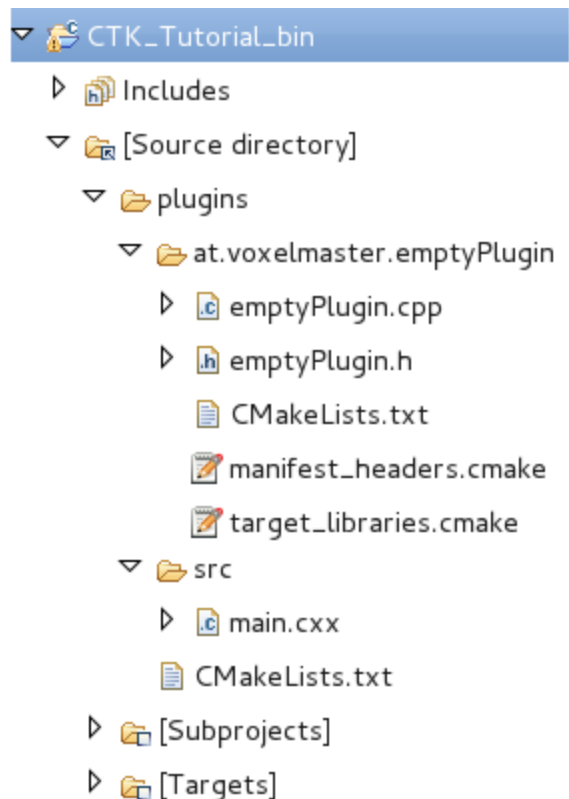 CTK_Tutorial_bin
Includes
[Source directory]
plugins
at.voxelmaster.emptyPlugin
emptyPlugin.cpp
emptyPlugin.h
CMakeLists.txt
manifest_headers.cmake
target_libraries.cmake
src
main.cxx
CMakeLists.txt
[Subprojects]
[Targets]